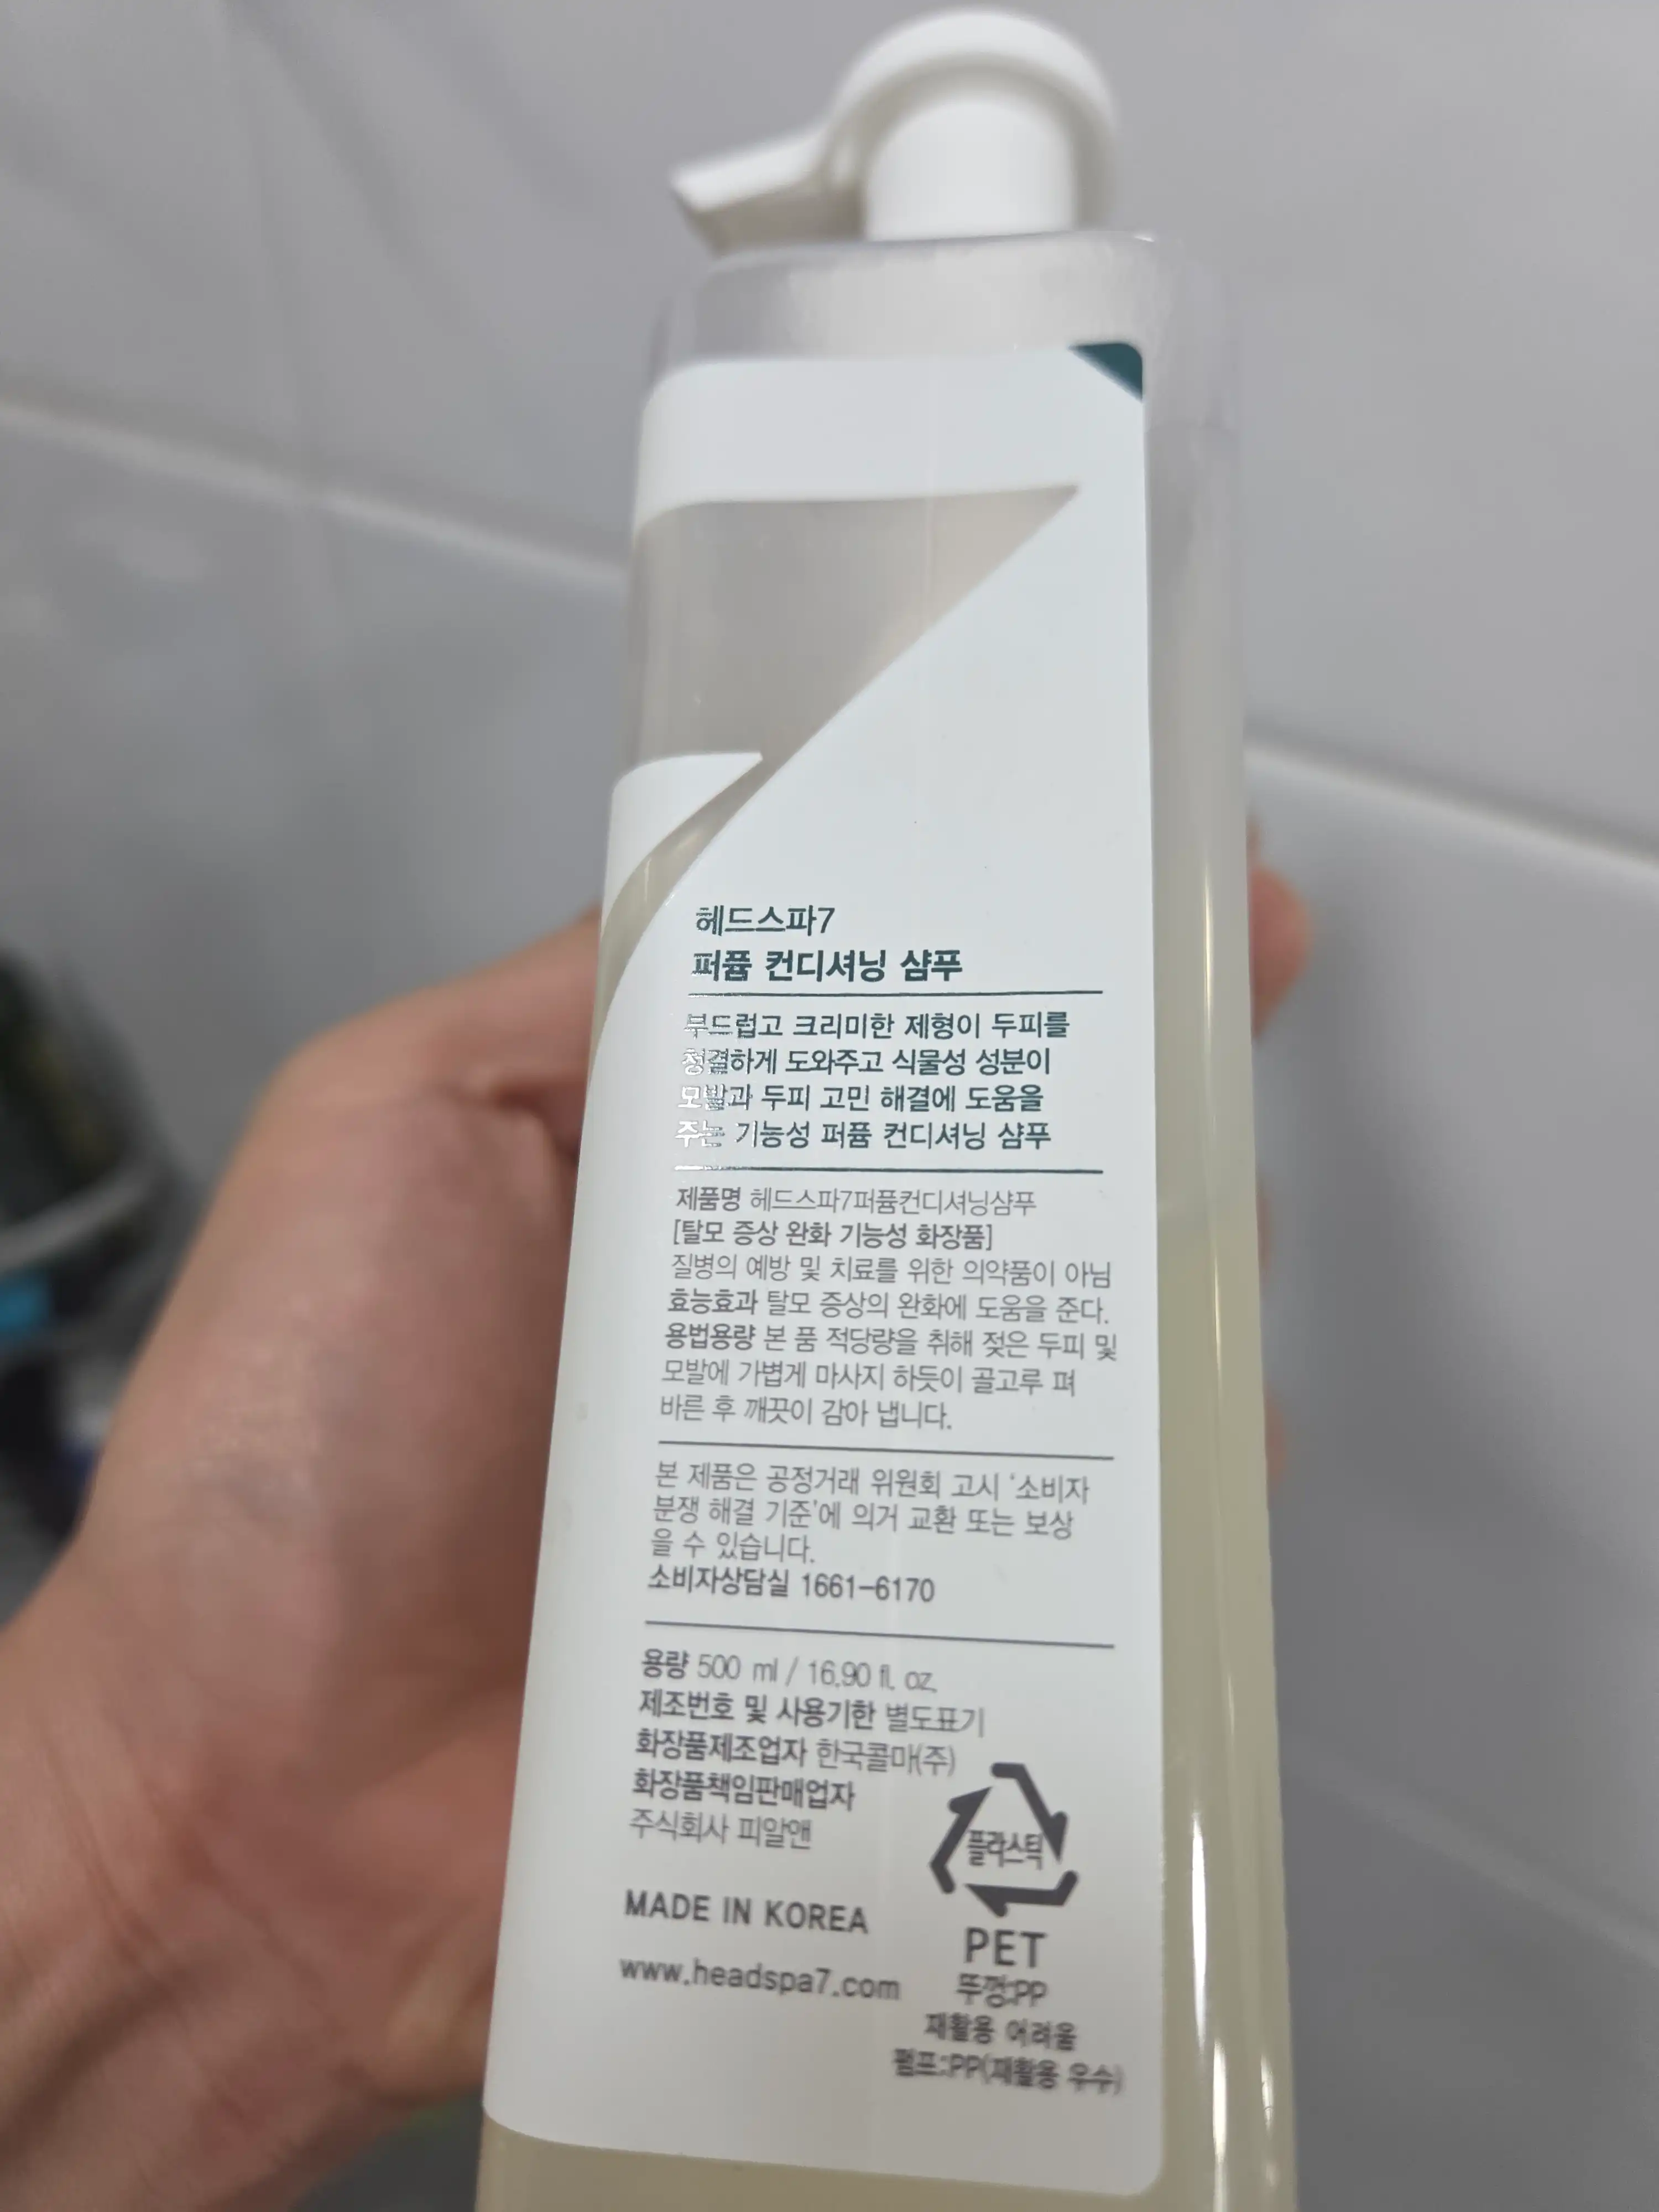 헤드스파7
퍼퓸 컨디셔닝 샴푸
부드럽고 크리미한 제형이 두피를
청결하게 도와주고 식물성 성분이
모발과 두피 고민 해결에 도움을
주는 기능성 퍼퓸 컨디셔닝 샴푸
제품명 헤드스파7퍼퓸컨디셔닝샴푸
[탈모 증상 완화 기능성 화장품]
질병의 예방 및 치료를 위한 의약품이 아님
효능효과 탈모 증상의 완화에 도움을 준다.
용법용량 본 품 적당량을 취해 젖은 두피 및
모발에 가볍게 마사지 하듯이 골고루 펴
바른 후 깨끗이 감아 냅니다.
본 제품은 공정거래 위원회 고시 '소비자
분쟁 해결 기준'에 의거 교환 또는 보상
을 수 있습니다.
소비자상담실 1661-6170
용량 500 ml / 16.90 fl. oz.
제조번호 및 사용기한 별도표기
화장품제조업자 한국콜마(주)
화장품책임판매업자
주식회사 피알앤
MADE IN KOREA
www.headspa7.com
플라스틱
PET
뚜껑:PP
재활용 어려움
펌프:PP(재활용 우수)